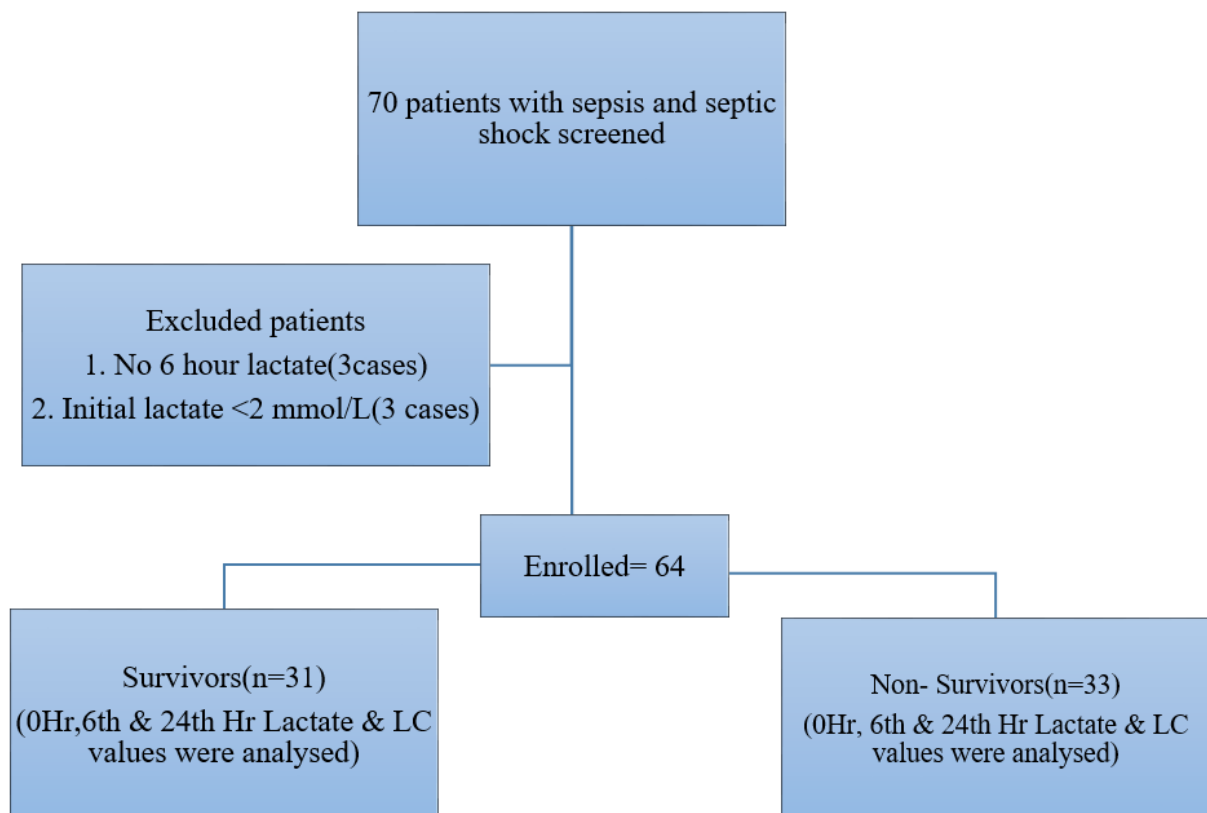 70 patients with sepsis and septic
shock screened
Excluded patients
1. No 6 hour lactate(3cases)
2. Initial lactate <2 mmol/L(3 cases)
Enrolled= 64
Survivors(n=31)
(0Hr,6th & 24th Hr Lactate & LC
values were analysed)
Non- Survivors(n=33)
(0Hr, 6th & 24th Hr Lactate & LC
values were analysed)